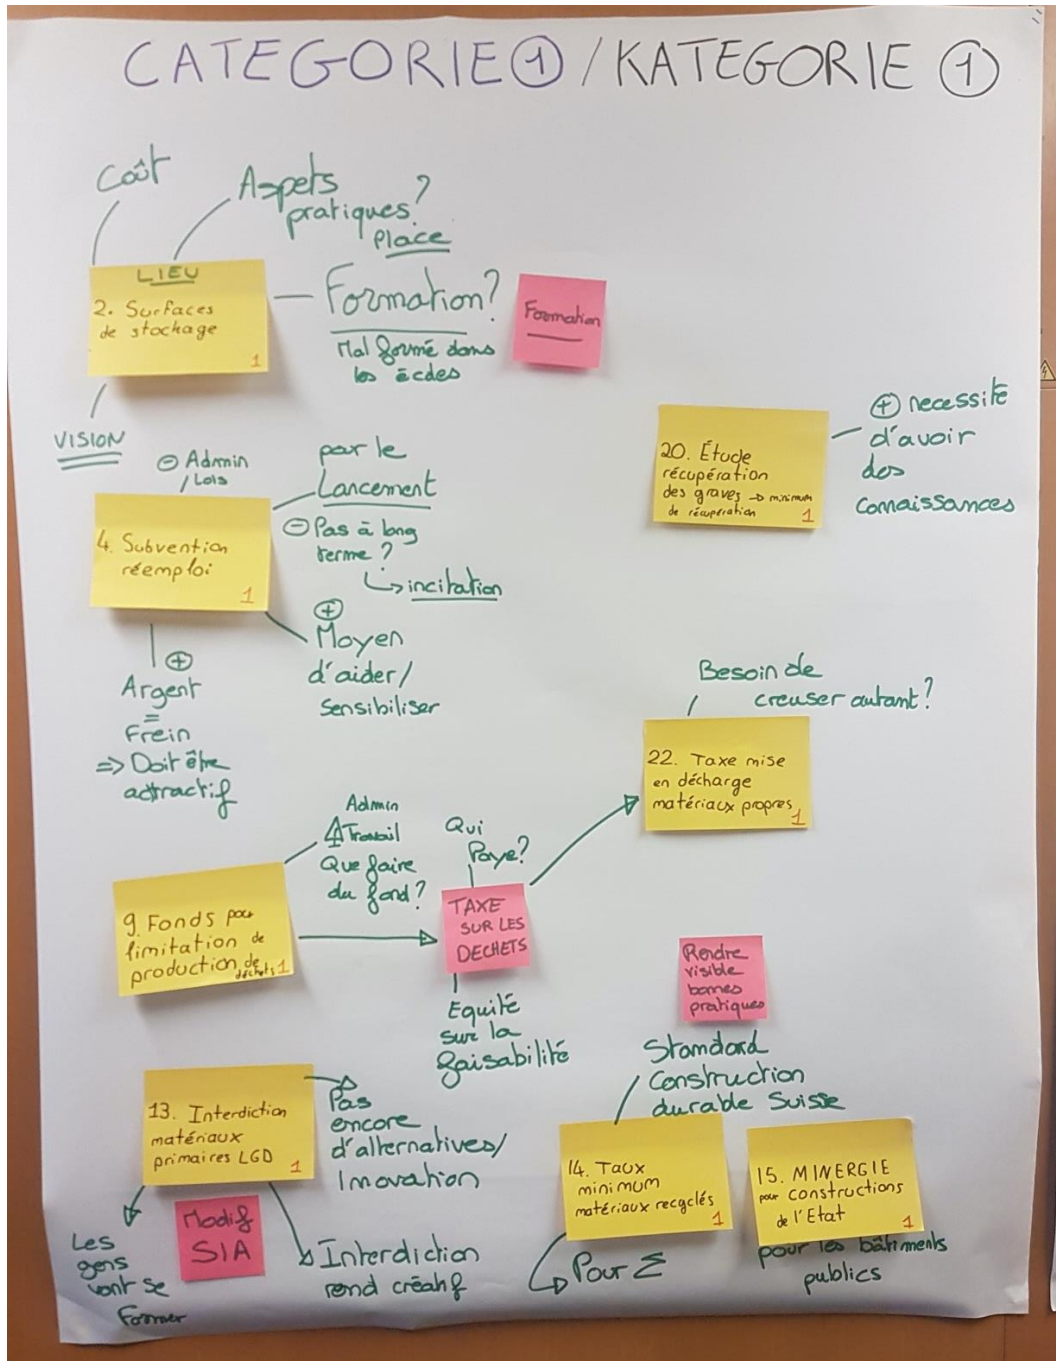 CATEGORIE ① / KATEGORIE ①
Coût
Aspets
pratiques?
Place
LIEU
2. Surfaces
de stockage
1
Formation?
Mal formé dans
les écoles
Formation
VISION
20. Étude
récupération
des graves → minimum
de récupération
1
⊕ necessité
d'avoir
des
connaissances
⊖ Admin
/Lois
par le
Lancement
⊖ Pas à long
terme?
↳ incitation
4. Subvention
réemploi
1
⊕
Moyen
d'aider/
sensibiliser
⊕
Argent
=
Frein
=> Doit être
attractif
Besoin de
creuser autant?
22. Taxe mise
en décharge
matériaux propres
1
Admin
Travail
Que faire
du fond?
Qui
Paye?
9. Fonds pour
limitation de
production de
déchets 1
TAXE
SUR LES
DECHETS
Equité
sur la
faisabilité
Rendre
visible
bonnes
pratiques
Standard
Construction
durable Suisse
13. Interdiction
matériaux
primaires LGD
1
Pas
encore
d'alternatives/
Inovation
Modif
SIA
Les
gens
vont se
former
Interdiction
rend créatif
14. Taux
minimum
matériaux recyclés
1
Pour Σ
15. MINERGIE
pour constructions
de l'Etat
1
pour les bâtiments
publics